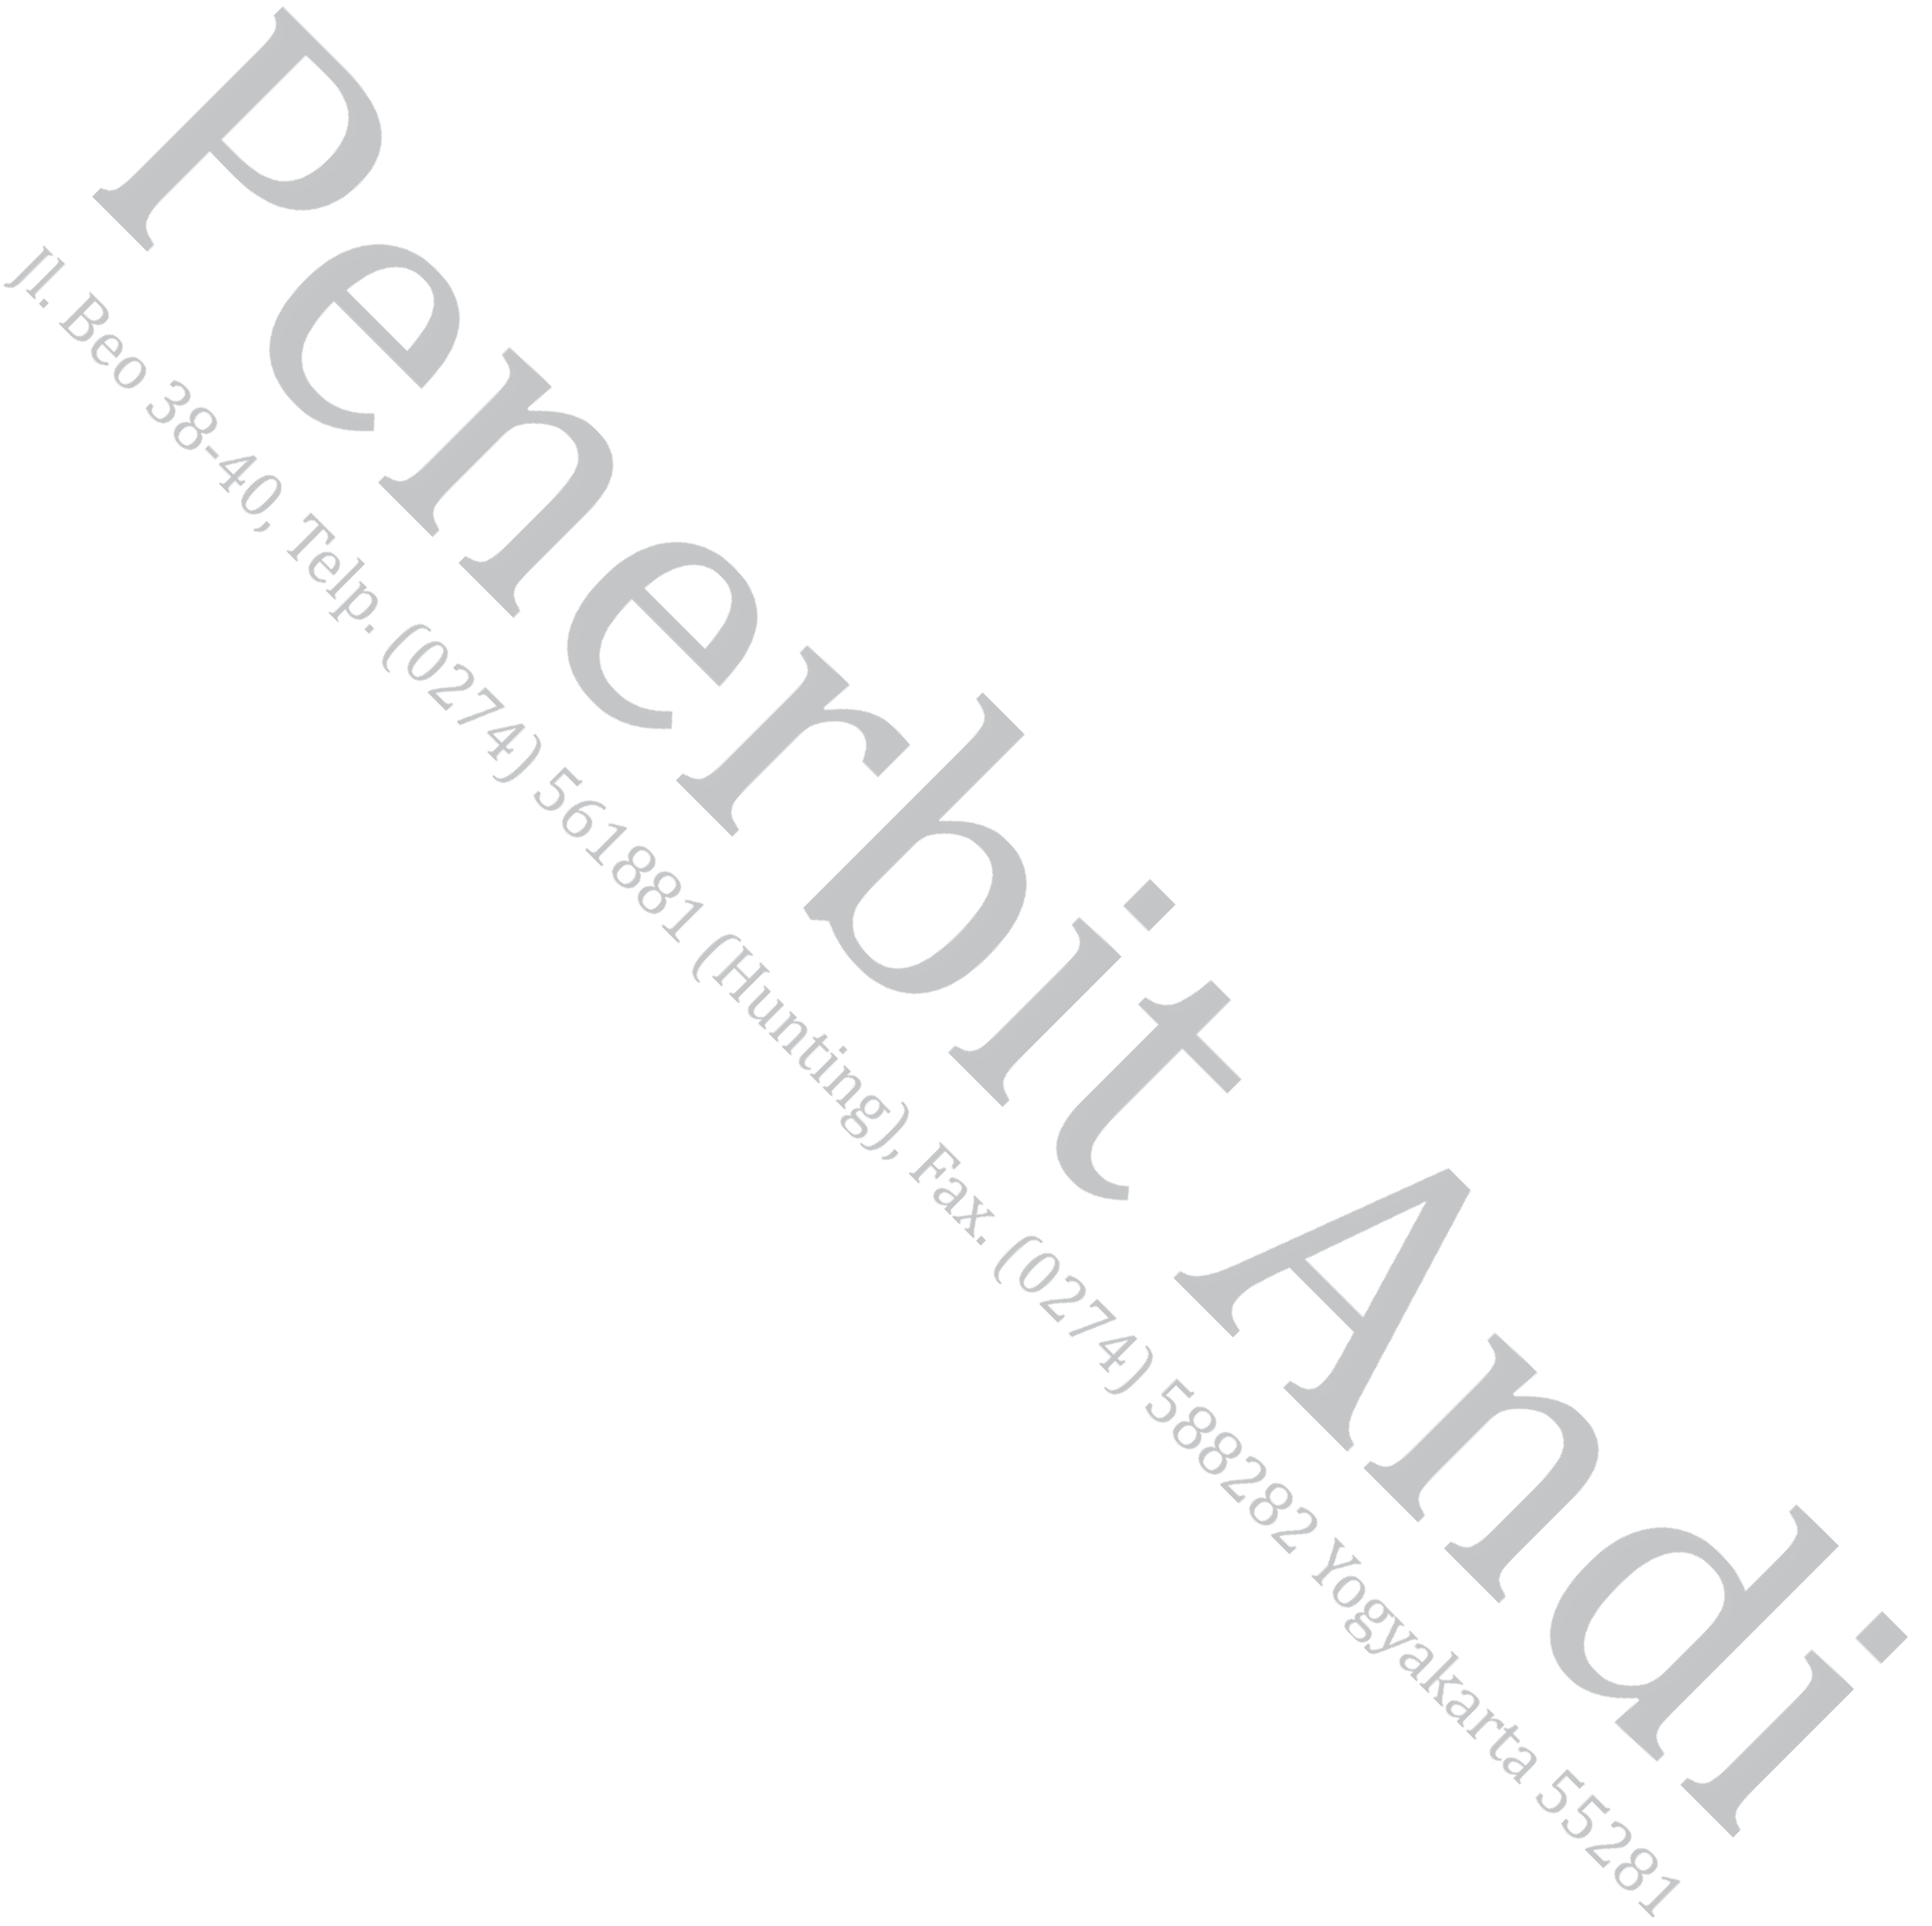 Penerbit Andi
Jl. Beo 38-40, Telp. (0274) 561881 (Hunting), Fax. (0274) 588282 Yogyakarta 55281